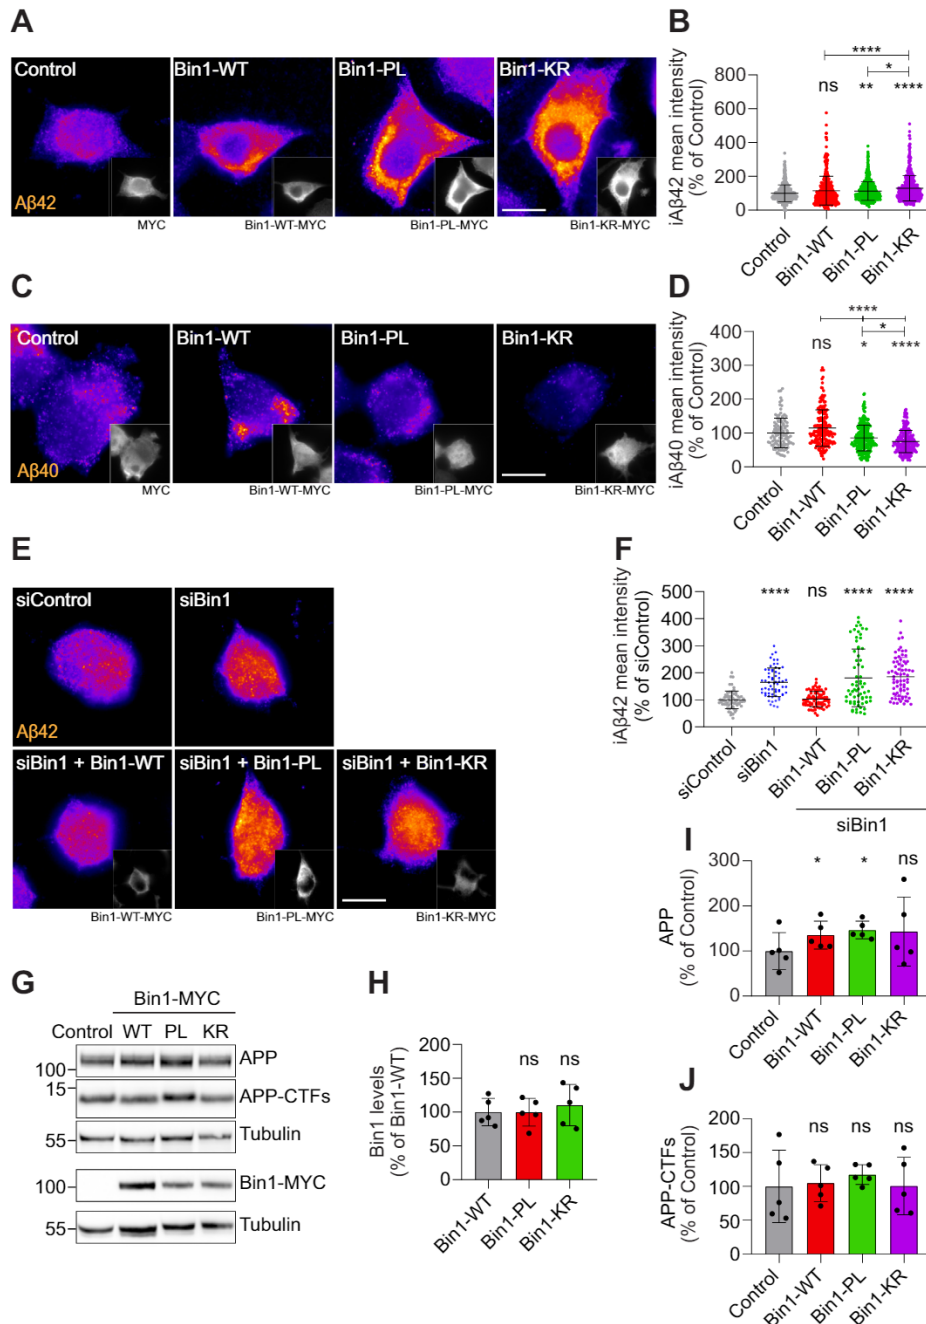 A
Control
Bin1-WT
Bin1-PL
Bin1-KR
Aβ42
MYC
Bin1-WT-MYC
Bin1-PL-MYC
Bin1-KR-MYC
B
iAβ42 mean intensity
(% of Control)
800
600
400
200
0
****
*
ns
**
****
Control
Bin1-WT
Bin1-PL
Bin1-KR
C
Control
Bin1-WT
Bin1-PL
Bin1-KR
Aβ40
MYC
Bin1-WT-MYC
Bin1-PL-MYC
Bin1-KR-MYC
D
iAβ40 mean intensity
(% of Control)
400
300
200
100
0
****
*
ns
*
****
Control
Bin1-WT
Bin1-PL
Bin1-KR
E
siControl
siBin1
Aβ42
siBin1 + Bin1-WT
siBin1 + Bin1-PL
siBin1 + Bin1-KR
Bin1-WT-MYC
Bin1-PL-MYC
Bin1-KR-MYC
F
iAβ42 mean intensity
(% of siControl)
500
400
300
200
100
0
****
ns
****
****
siControl
siBin1
Bin1-WT
Bin1-PL
Bin1-KR
siBin1
G
Bin1-MYC
Control
WT
PL
KR
100
APP
15
APP-CTFs
55
Tubulin
100
Bin1-MYC
55
Tubulin
H
Bin1 levels
(% of Bin1-WT)
200
150
100
50
0
ns
ns
Bin1-WT
Bin1-PL
Bin1-KR
I
APP
(% of Control)
300
200
100
0
*
*
ns
J
APP-CTFs
(% of Control)
200
150
100
50
0
ns
ns
ns
Control
Bin1-WT
Bin1-PL
Bin1-KR